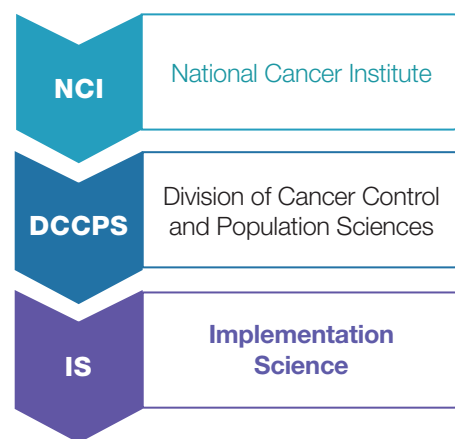 NCI
National Cancer Institute
DCCPS
Division of Cancer Control
and Population Sciences
IS
Implementation
Science